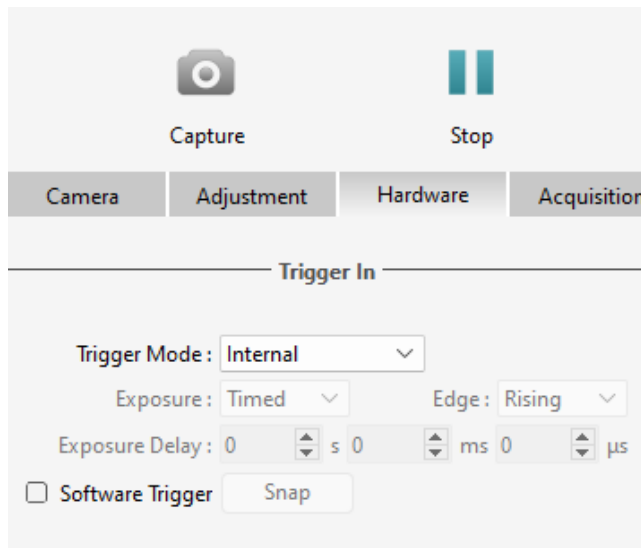 Capture Stop
Camera Adjustment Hardware Acquisition
Trigger In
Trigger Mode : Internal
Exposure : Timed Edge : Rising
Exposure Delay : 0 s 0 ms 0 µs
Software Trigger Snap